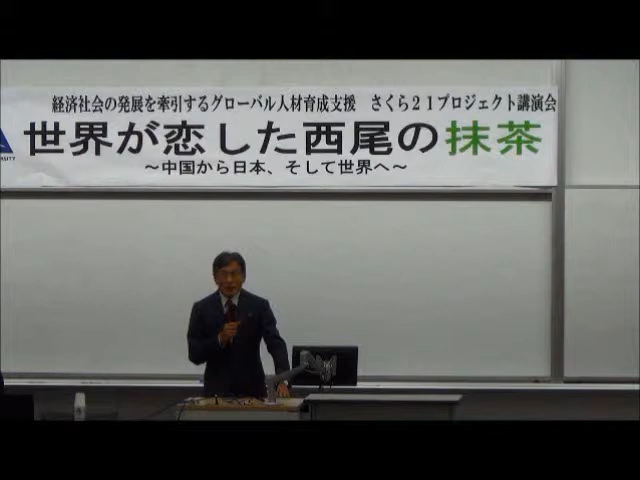 経済社会の発展を牽引するグローバル人材育成支援 さくら21プロジェクト講演会
世界が恋した西尾の抹茶
～中国から日本、そして世界へ～